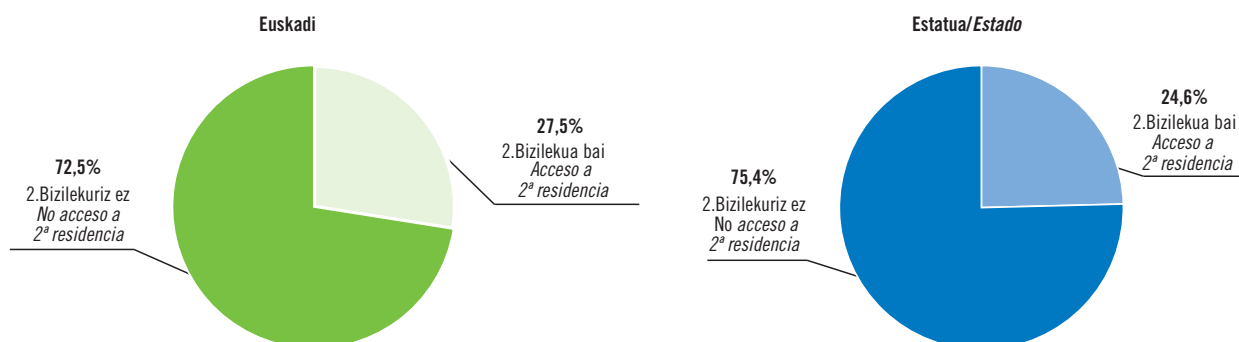 Euskadi
72,5%
2.Bizilekuriz ez
No acceso a
2ª residencia
27,5%
2.Bizilekua bai
Acceso a
2ª residencia
Estatua/Estado
75,4%
2.Bizilekuriz ez
No acceso a
2ª residencia
24,6%
2.Bizilekua bai
Acceso a
2ª residencia